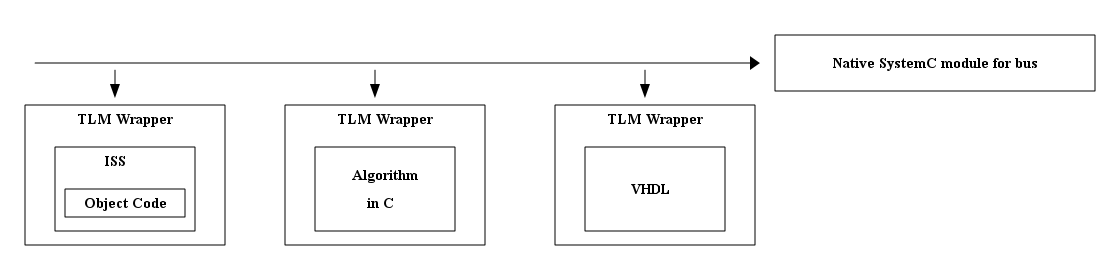 Native SystemC module for bus
TLM Wrapper
ISS
Object Code
TLM Wrapper
Algorithm
in C
TLM Wrapper
VHDL